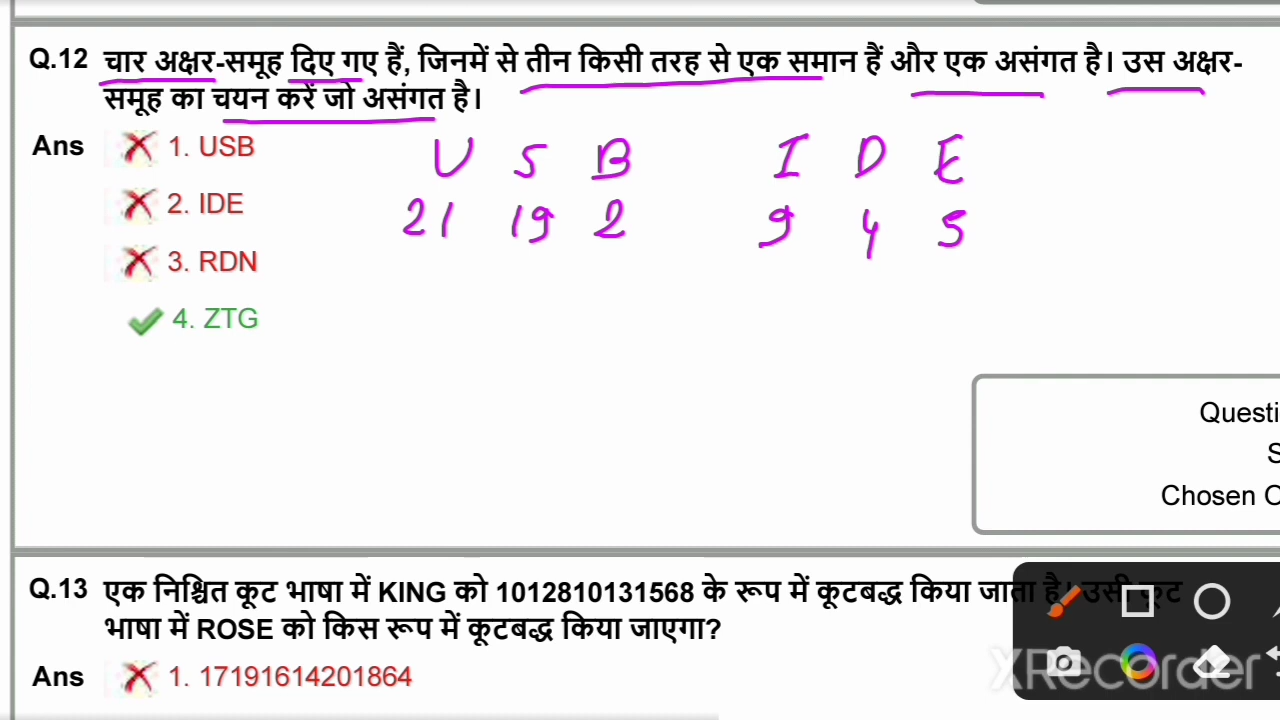 Q.12 चार अक्षर-समूह दिए गए हैं, जिनमें से तीन किसी तरह से एक समान हैं और एक असंगत है। उस अक्षर-
समूह का चयन करें जो असंगत है।
Ans 1. USB
U S B I D E
2. IDE
21 19 2 9 4 5
3. RDN
4. ZTG
Questi
S
Chosen O
Q.13 एक निश्चित कूट भाषा में KING को 1012810131568 के रूप में कूटबद्ध किया जाता है। उसी कूट
भाषा में ROSE को किस रूप में कूटबद्ध किया जाएगा?
Ans 1. 17191614201864
XRecorder